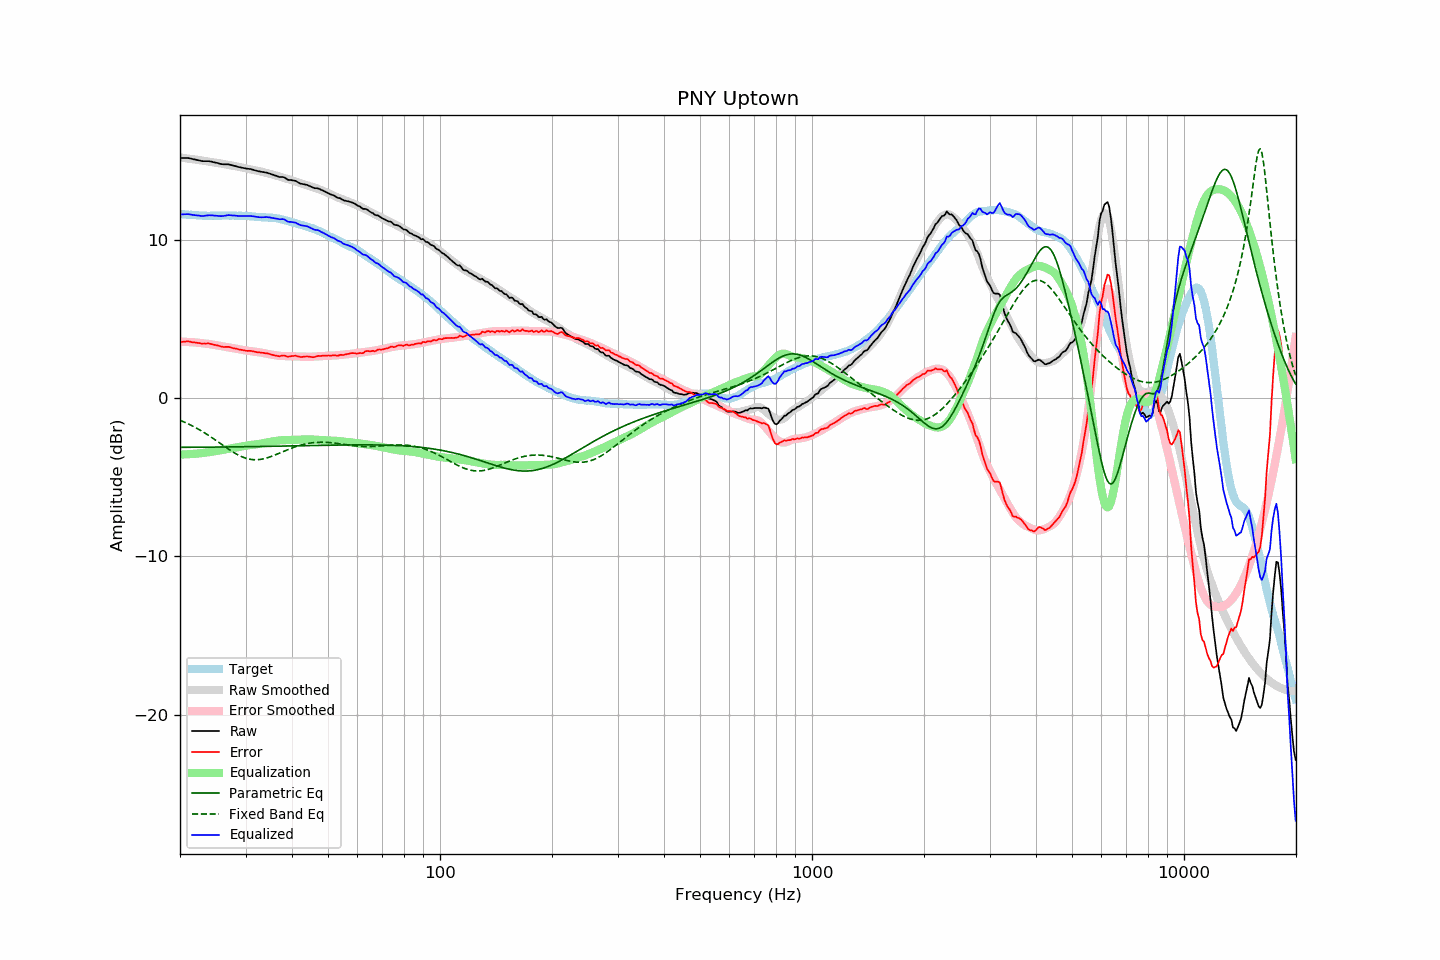 PNY Uptown
Amplitude (dBr)
10
0
−10
−20
Target
Raw Smoothed
Error Smoothed
Raw
Error
Equalization
Parametric Eq
Fixed Band Eq
Equalized
100
1000
10000
Frequency (Hz)